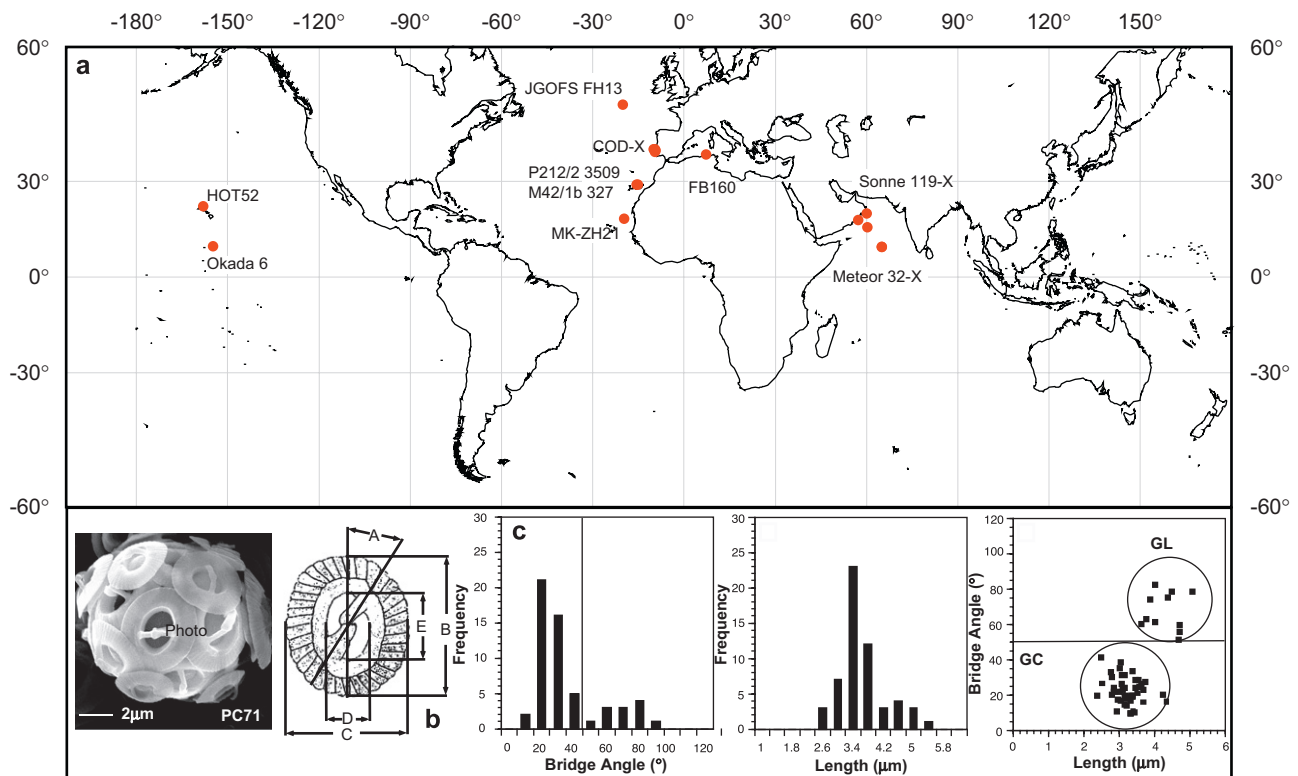 -180° -150° -120° -90° -60° -30° 0° 30° 60° 90° 120° 150°
60° 60°
a
JGOFS FH13
COD-X
P212/2 3509
M42/1b 327
FB160
Sonne 119-X
30° 30°
HOT52
MK-ZH21
Okada 6
Meteor 32-X
0° 0°
-30° -30°
-60° -60°
Photo
2µm
PC71
A
B
E
D
C
b
c
Frequency
30
25
20
15
10
5
0
0 20 40 60 80 100 120
Bridge Angle (°)
Frequency
30
25
20
15
10
5
0
1 1.8 2.6 3.4 4.2 5 5.8
Length (µm)
Bridge Angle (°)
120
100
80
60
40
20
0
GL
GC
0 1 2 3 4 5 6
Length (µm)